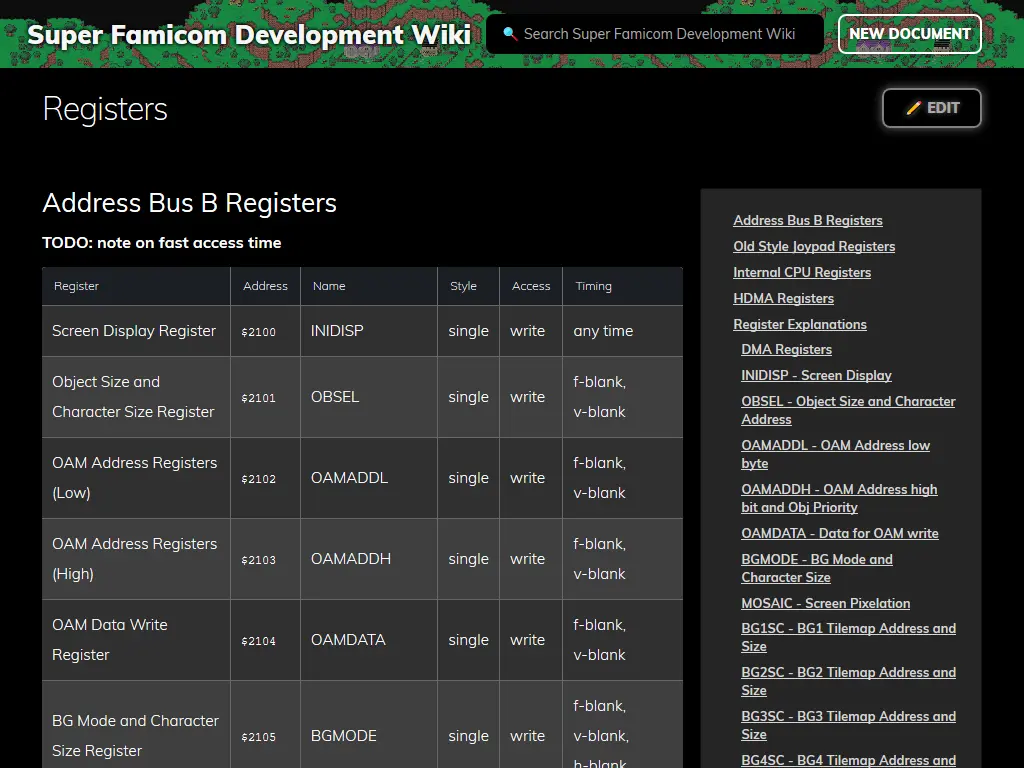 Super Famicom Development Wiki
Search Super Famicom Development Wiki
NEW DOCUMENT
Registers
EDIT
Address Bus B Registers
TODO: note on fast access time
Register Address Name Style Access Timing
Screen Display Register $2100 INIDISP single write any time
Object Size and
Character Size Register $2101 OBSEL single write f-blank,
v-blank
OAM Address Registers
(Low) $2102 OAMADDL single write f-blank,
v-blank
OAM Address Registers
(High) $2103 OAMADDH single write f-blank,
v-blank
OAM Data Write
Register $2104 OAMDATA single write f-blank,
v-blank
BG Mode and Character
Size Register $2105 BGMODE single write f-blank,
v-blank,
h-blank
Address Bus B Registers
Old Style Joypad Registers
Internal CPU Registers
HDMA Registers
Register Explanations
DMA Registers
INIDISP - Screen Display
OBSEL - Object Size and Character
Address
OAMADDL - OAM Address low
byte
OAMADDH - OAM Address high
bit and Obj Priority
OAMDATA - Data for OAM write
BGMODE - BG Mode and
Character Size
MOSAIC - Screen Pixelation
BG1SC - BG1 Tilemap Address and
Size
BG2SC - BG2 Tilemap Address and
Size
BG3SC - BG3 Tilemap Address and
Size
BG4SC - BG4 Tilemap Address and